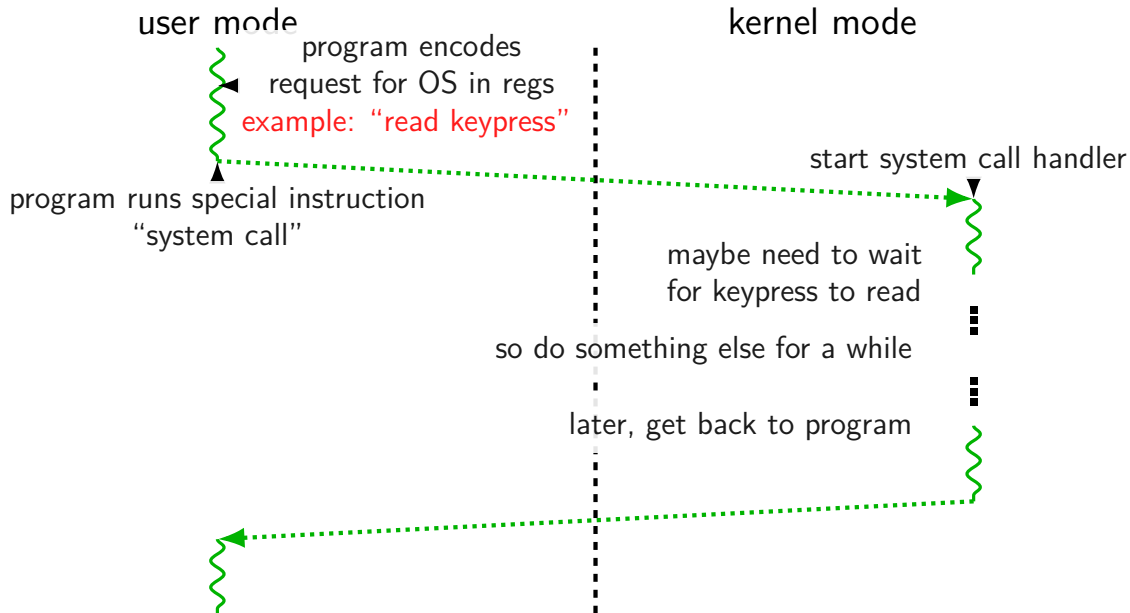 user mode
kernel mode
program encodes
request for OS in regs
example: “read keypress”
start system call handler
program runs special instruction
“system call”
maybe need to wait
for keypress to read
so do something else for a while
later, get back to program